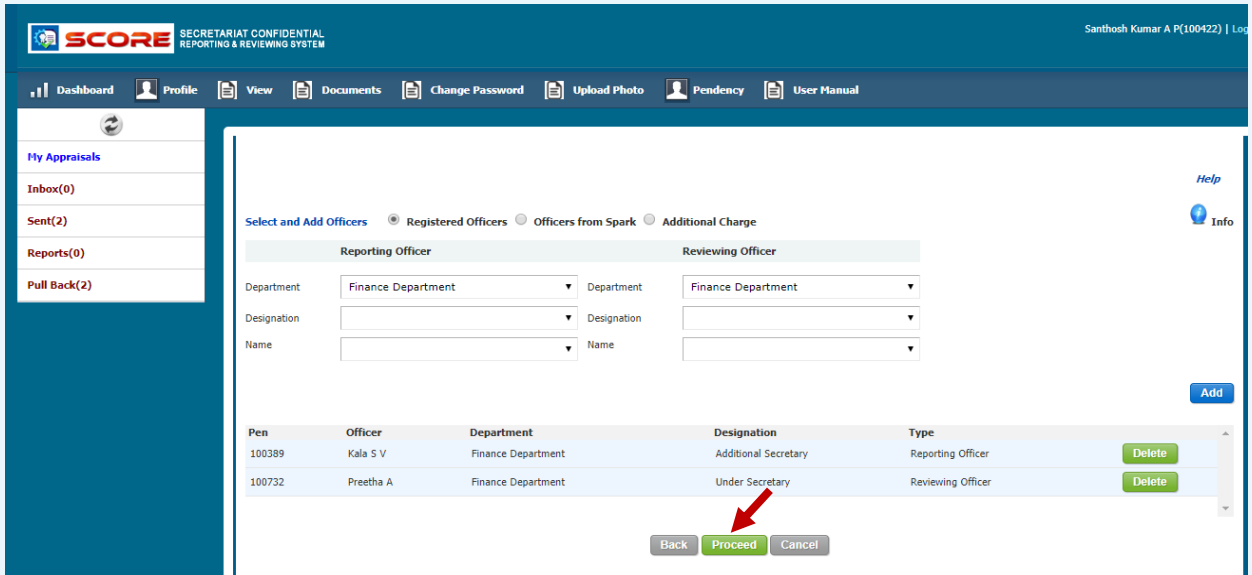 SCORE SECRETARIAT CONFIDENTIAL
REPORTING & REVIEWING SYSTEM
Santhosh Kumar A P(100422) | Log
Dashboard Profile View Documents Change Password Upload Photo Pendency User Manual
My Appraisals
Inbox(0)
Sent(2)
Reports(0)
Pull Back(2)
Help
Select and Add Officers Registered Officers Officers from Spark Additional Charge Info
Reporting Officer Reviewing Officer
Department Finance Department Department Finance Department
Designation Designation
Name Name
Add
Pen Officer Department Designation Type
100389 Kala S V Finance Department Additional Secretary Reporting Officer Delete
100732 Preetha A Finance Department Under Secretary Reviewing Officer Delete
Back Proceed Cancel